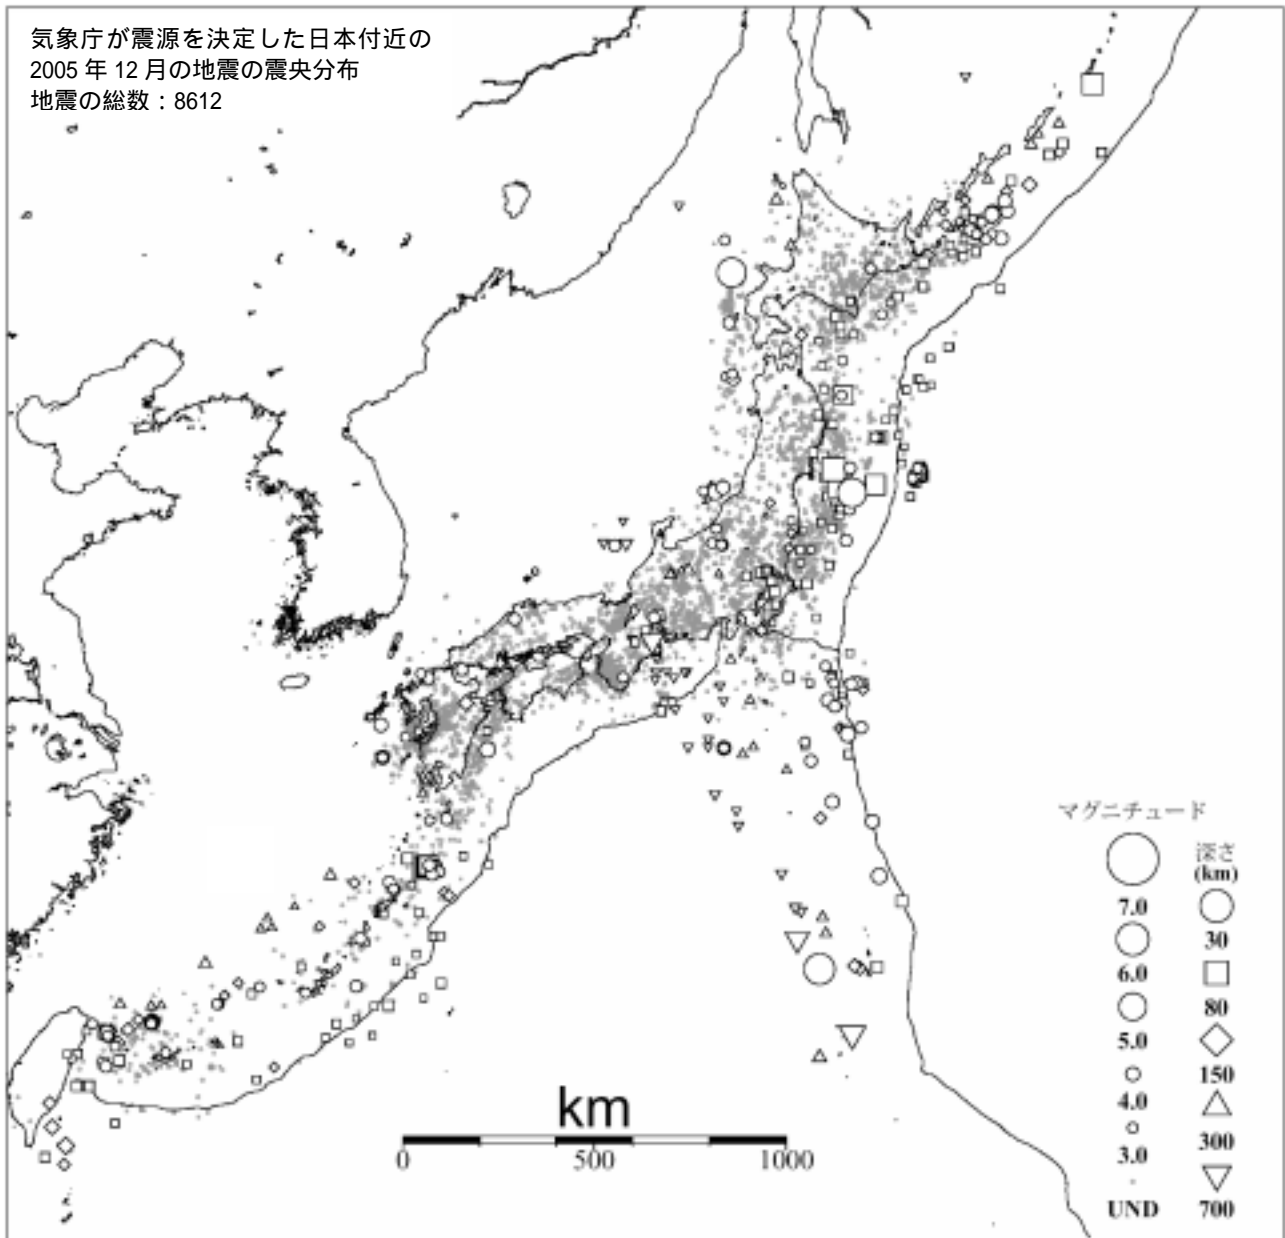 気象庁が震源を決定した日本付近の
2005 年 12 月の地震の震央分布
地震の総数：8612
マグニチュード
深さ
(km)
7.0
30
6.0
80
5.0
150
4.0
300
3.0
UND
700
km
0
500
1000